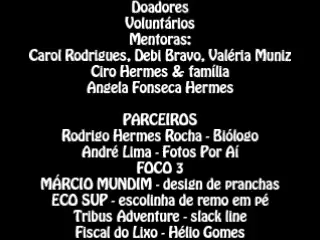 Doadores
Voluntários
Mentoras:
Carol Rodrigues, Debi Bravo, Valéria Muniz
Ciro Hermes & família
Angela Fonseca Hermes
PARCEIROS
Rodrigo Hermes Rocha - Biólogo
André Lima - Fotos Por Aí
FOCO 3
MÁRCIO MUNDIM - design de pranchas
ECO SUP - escolinha de remo em pé
Tribus Adventure - slack line
Fiscal do Lixo - Hélio Gomes